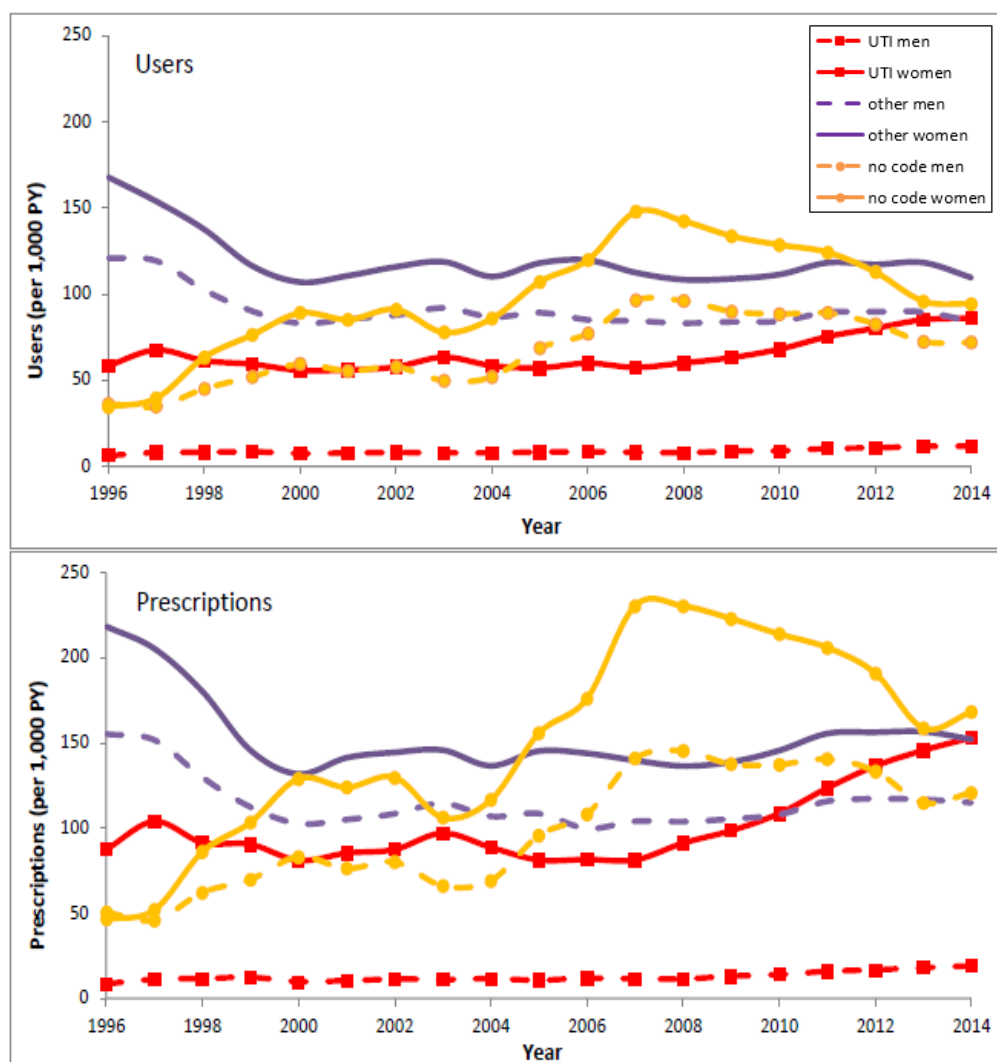 250
200
150
100
50
0
Users (per 1,000 PY)
Users
UTI men
UTI women
other men
other women
no code men
no code women
1996 1998 2000 2002 2004 2006 2008 2010 2012 2014
Year
250
200
150
100
50
0
Prescriptions (per 1,000 PY)
Prescriptions
1996 1998 2000 2002 2004 2006 2008 2010 2012 2014
Year